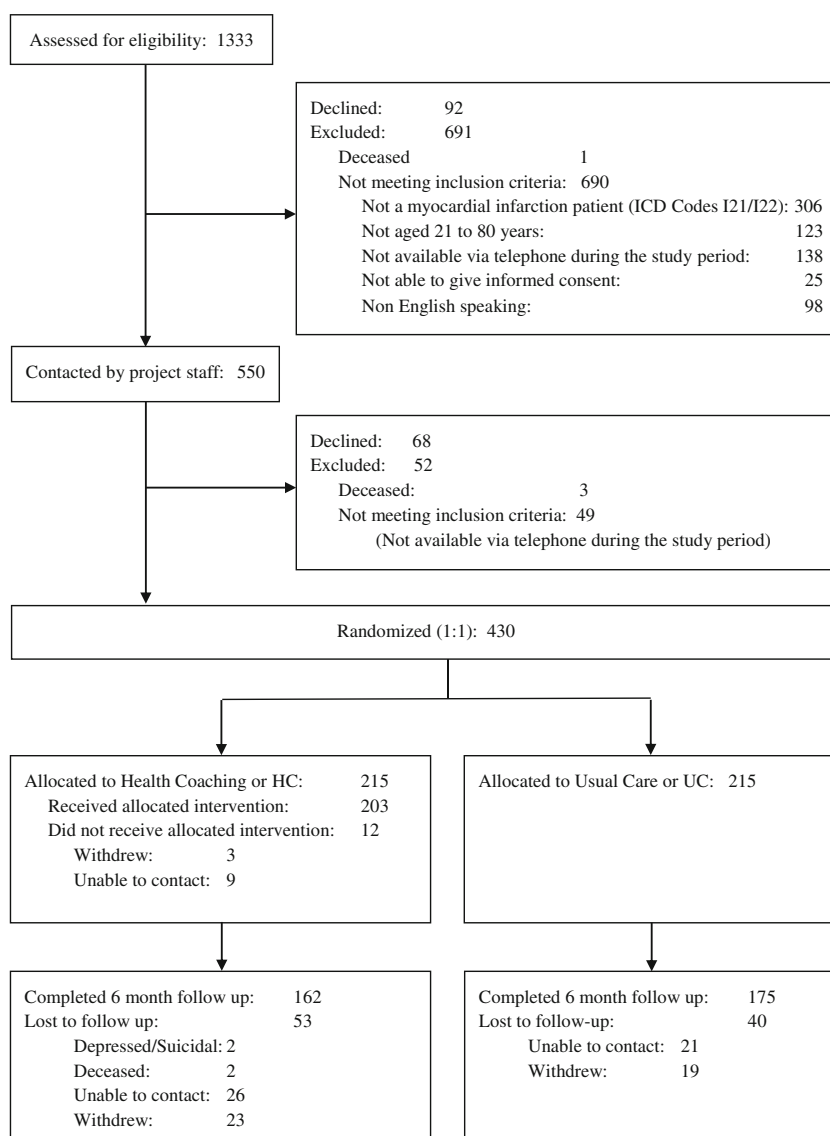 Assessed for eligibility: 1333
Declined: 92
Excluded: 691
Deceased 1
Not meeting inclusion criteria: 690
Not a myocardial infarction patient (ICD Codes I21/I22): 306
Not aged 21 to 80 years: 123
Not available via telephone during the study period: 138
Not able to give informed consent: 25
Non English speaking: 98
Contacted by project staff: 550
Declined: 68
Excluded: 52
Deceased: 3
Not meeting inclusion criteria: 49
(Not available via telephone during the study period)
Randomized (1:1): 430
Allocated to Health Coaching or HC: 215
Received allocated intervention: 203
Did not receive allocated intervention: 12
Withdrew: 3
Unable to contact: 9
Allocated to Usual Care or UC: 215
Completed 6 month follow up: 162
Lost to follow up: 53
Depressed/Suicidal: 2
Deceased: 2
Unable to contact: 26
Withdrew: 23
Completed 6 month follow up: 175
Lost to follow-up: 40
Unable to contact: 21
Withdrew: 19